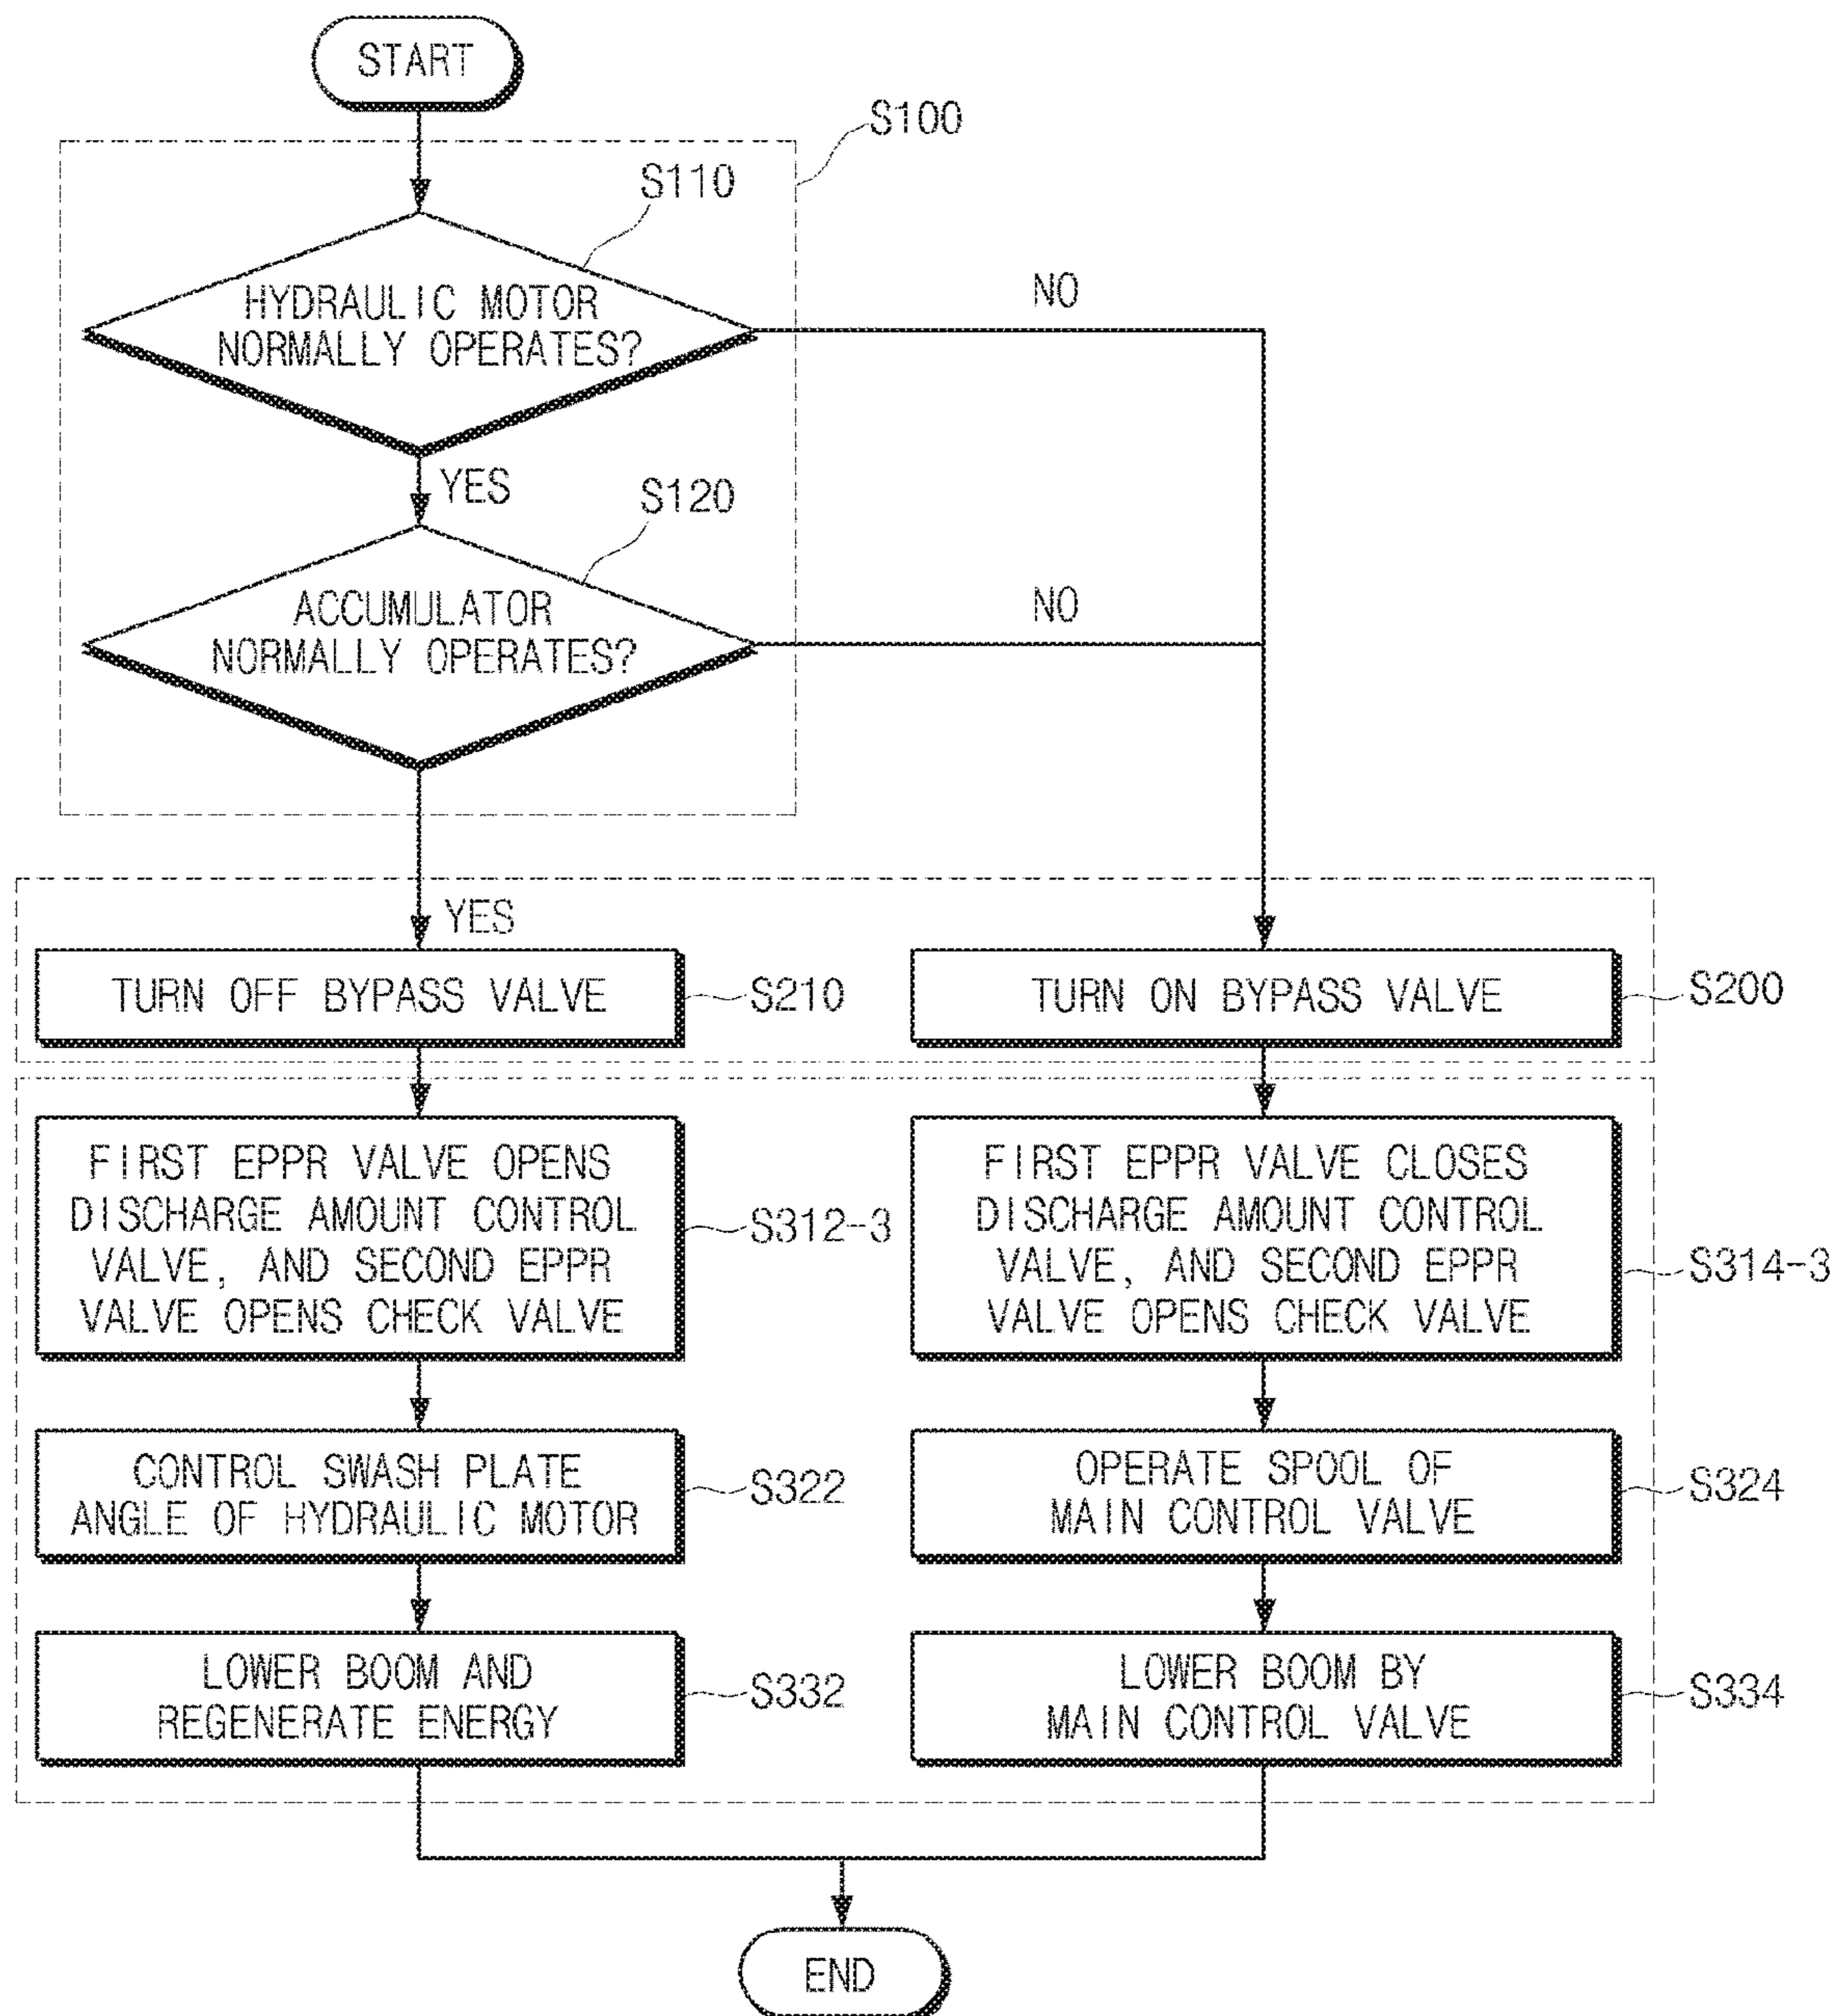 START
S100
S110
HYDRAULIC MOTOR
NORMALLY OPERATES?
NO
YES
S120
ACCUMULATOR
NORMALLY OPERATES?
NO
YES
TURN OFF BYPASS VALVE
S210
TURN ON BYPASS VALVE
S200
FIRST EPPR VALVE OPENS
DISCHARGE AMOUNT CONTROL
VALVE, AND SECOND EPPR
VALVE OPENS CHECK VALVE
S312-3
FIRST EPPR VALVE CLOSES
DISCHARGE AMOUNT CONTROL
VALVE, AND SECOND EPPR
VALVE OPENS CHECK VALVE
S314-3
CONTROL SWASH PLATE
ANGLE OF HYDRAULIC MOTOR
S322
OPERATE SPOOL OF
MAIN CONTROL VALVE
S324
LOWER BOOM AND
REGENERATE ENERGY
S332
LOWER BOOM BY
MAIN CONTROL VALVE
S334
END